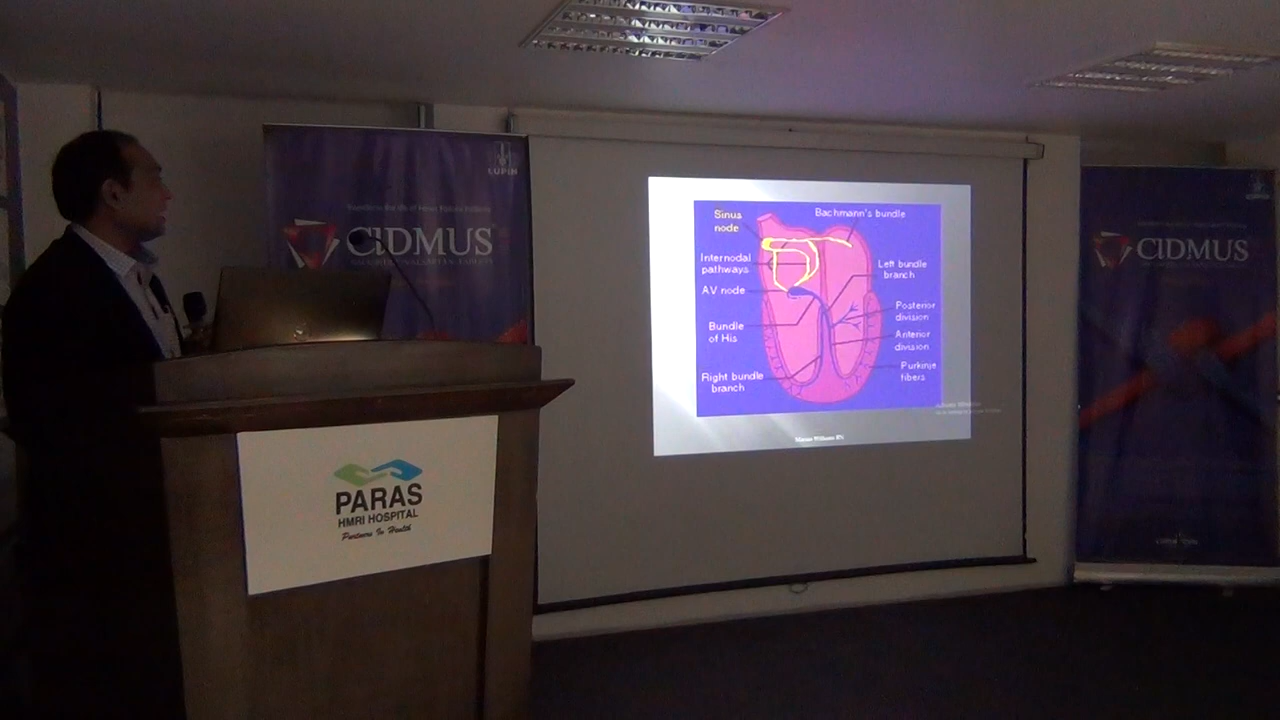 LUPIN
CIDMUS
Sinus
node
Bachmann's bundle
Internodal
pathways
Left bundle
branch
AV node
Posterior
division
Bundle
of His
Anterior
division
Right bundle
branch
Purkinje
fibers
CIDMUS
PARAS
HMRI HOSPITAL
Partners In Health